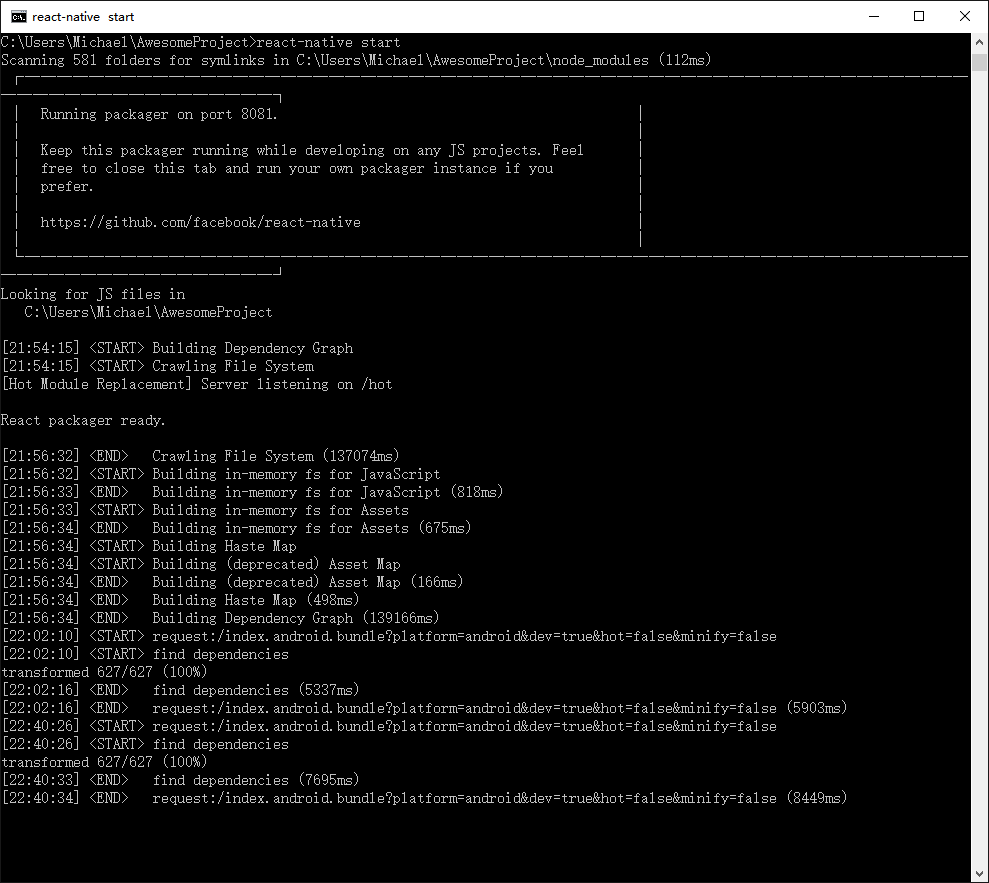 react-native start
C:\Users\Michael\AwesomeProject>react-native start
Scanning 581 folders for symlinks in C:\Users\Michael\AwesomeProject\node_modules (112ms)
Running packager on port 8081.
Keep this packager running while developing on any JS projects. Feel
free to close this tab and run your own packager instance if you
prefer.
https://github.com/facebook/react-native
Looking for JS files in
C:\Users\Michael\AwesomeProject
[21:54:15] <START> Building Dependency Graph
[21:54:15] <START> Crawling File System
[Hot Module Replacement] Server listening on /hot
React packager ready.
[21:56:32] <END>   Crawling File System (137074ms)
[21:56:32] <START> Building in-memory fs for JavaScript
[21:56:33] <END>   Building in-memory fs for JavaScript (818ms)
[21:56:33] <START> Building in-memory fs for Assets
[21:56:34] <END>   Building in-memory fs for Assets (675ms)
[21:56:34] <START> Building Haste Map
[21:56:34] <START> Building (deprecated) Asset Map
[21:56:34] <END>   Building (deprecated) Asset Map (166ms)
[21:56:34] <END>   Building Haste Map (498ms)
[21:56:34] <END>   Building Dependency Graph (139166ms)
[22:02:10] <START> request:/index.android.bundle?platform=android&dev=true&hot=false&minify=false
[22:02:10] <START> find dependencies
transformed 627/627 (100%)
[22:02:16] <END>   find dependencies (5337ms)
[22:02:16] <END>   request:/index.android.bundle?platform=android&dev=true&hot=false&minify=false (5903ms)
[22:40:26] <START> request:/index.android.bundle?platform=android&dev=true&hot=false&minify=false
[22:40:26] <START> find dependencies
transformed 627/627 (100%)
[22:40:33] <END>   find dependencies (7695ms)
[22:40:34] <END>   request:/index.android.bundle?platform=android&dev=true&hot=false&minify=false (8449ms)